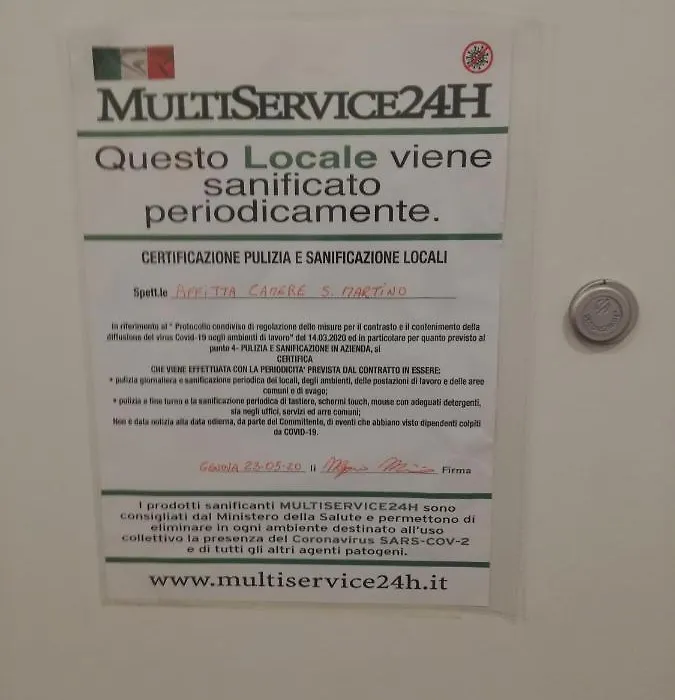 MULTISERVICE24H
Questo Locale viene
sanificato
periodicamente.
CERTIFICAZIONE PULIZIA E SANIFICAZIONE LOCALI
Spett.le AFFITTA CAMERE S. MARTINO
In riferimento al " Protocollo condiviso di regolazione delle misure per il contrasto e il contenimento della
diffusione del virus Covid-19 negli ambienti di lavoro" del 14.03.2020 ed in particolare per quanto previsto al
punto 4- PULIZIA E SANIFICAZIONE IN AZIENDA, si
CERTIFICA
CHE VIENE EFFETTUATA CON LA PERIODICITA' PREVISTA DAL CONTRATTO IN ESSERE:
• pulizia giornaliera e sanificazione periodica dei locali, degli ambienti, delle postazioni di lavoro e delle aree
comuni e di svago;
• pulizia a fine turno e la sanificazione periodica di tastiere, schermi touch, mouse con adeguati detergenti,
sia negli uffici, servizi ed aree comuni;
Non è data notizia alla data odierna, da parte del Committente, di eventi che abbiano visto dipendenti colpiti
da COVID-19.
GENOVA 23-05-20 li Firma
I prodotti sanificanti MULTISERVICE24H sono
consigliati dal Ministero della Salute e permettono di
eliminare in ogni ambiente destinato all'uso
collettivo la presenza del Coronavirus SARS-COV-2
e di tutti gli altri agenti patogeni.
www.multiservice24h.it